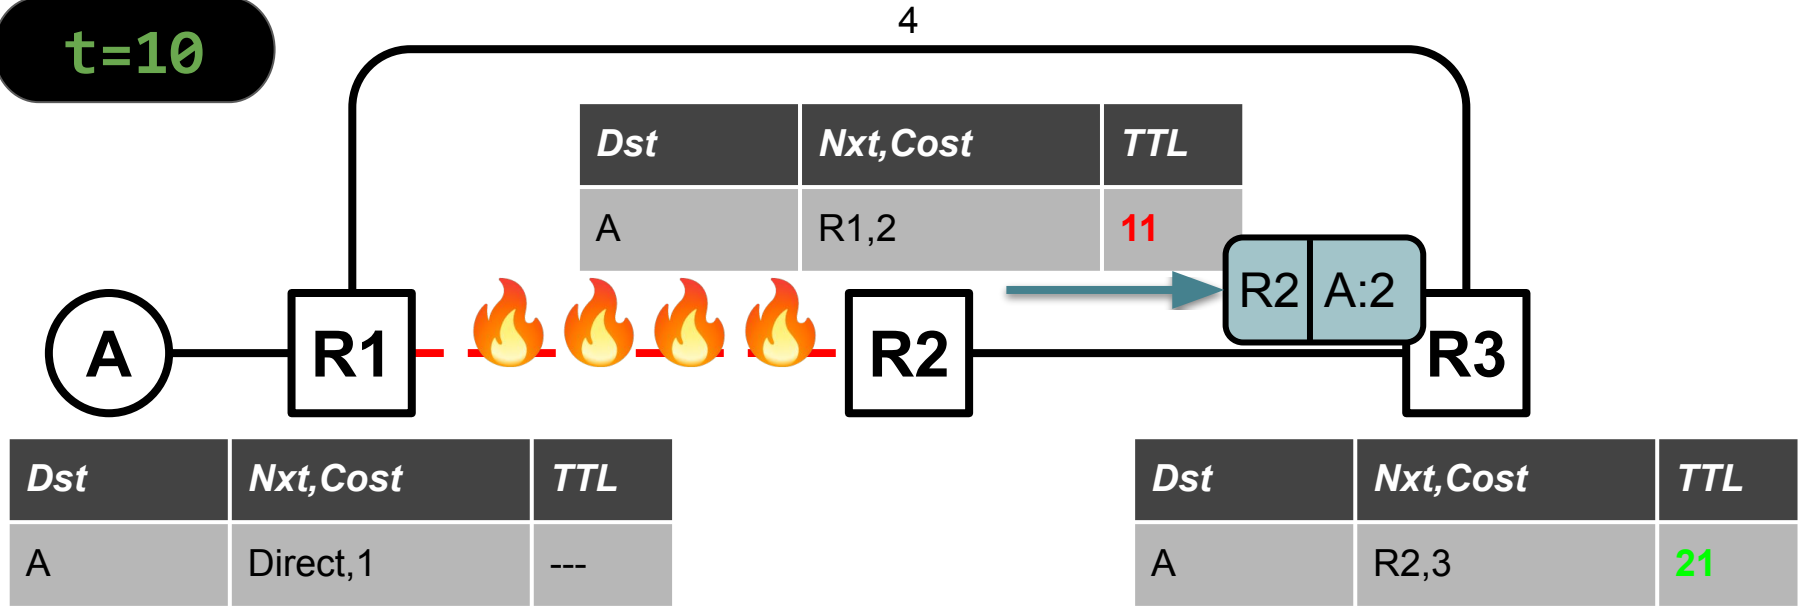 4
t=10
Dst Nxt,Cost TTL
A R1,2 11
R2 A:2
A R1 R2 R3
Dst Nxt,Cost TTL
A Direct,1 ---
Dst Nxt,Cost TTL
A R2,3 21